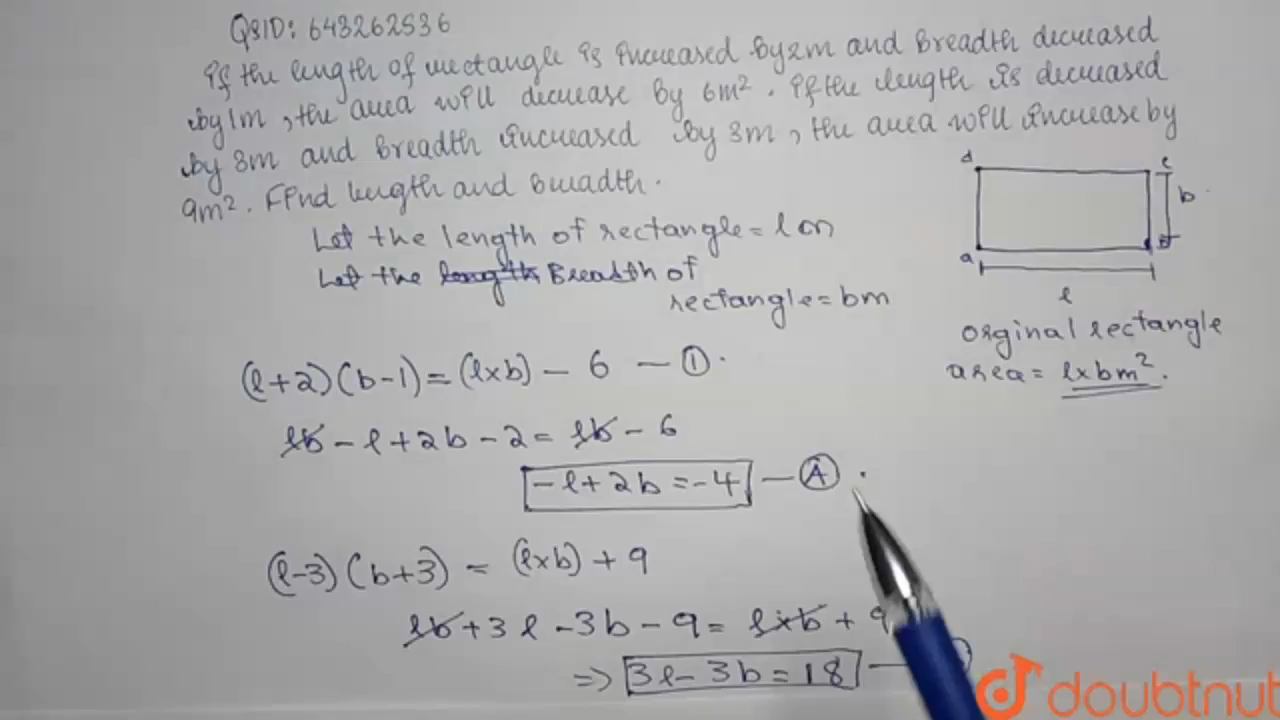 QSID: 643262536
If the length of rectangle is increased by 2m and Breadth decreased
by 1m, the area will decrease by 6m². If the length is decreased
by 3m and Breadth increased by 3m, the area will increase by
9m². Find length and breadth.
Let the length of rectangle = l m
Let the length Breadth of
rectangle = bm
d c
b
a B
l
orginal rectangle
area = l×bm².
(l+2)(b-1) = (l×b) - 6 — ①.
lb - l + 2b - 2 = lb - 6
-l + 2b = -4 — Ⓐ.
(l-3)(b+3) = (l×b) + 9
lb + 3l - 3b - 9 = l×b + 9
=> 3l - 3b = 18 —
doubtnut